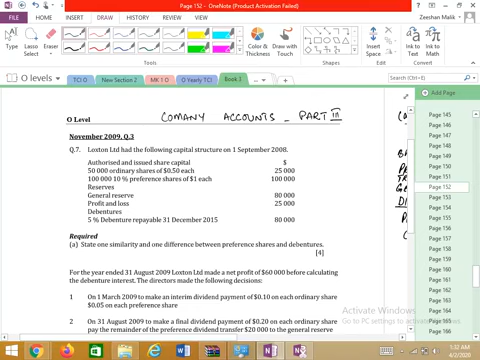 Page 152 - OneNote (Product Activation Failed)
Zeeshan Malik
FILE HOME INSERT DRAW HISTORY REVIEW VIEW
Type
Lasso Select
Eraser
Pan
Color & Thickness
Draw with Touch
Insert Space
Ink to Text
Ink to Math
Tools
Shapes
Edit
Convert
O levels
TCI O
New Section 2
MK 1 O
O Yearly TCI
Book 3
Search (Ctrl+E)
Add Page
Page 145
Page 146
Page 149
Page 150
Page 151
Page 152
Page 153
Page 154
Page 155
Page 156
Page 157
Page 158
Page 159
Page 160
Page 161
Page 162
Page 163
Page 164
Page 165
Page 166
O Level
COMANY ACCOUNTS - PART III
November 2009, Q.3
Q.7. Loxton Ltd had the following capital structure on 1 September 2008.
Authorised and issued share capital $
50 000 ordinary shares of $0.50 each 25 000
100 000 10 % preference shares of $1 each 100 000
Reserves
General reserve 80 000
Profit and loss 25 000
Debentures
5 % Debenture repayable 31 December 2015 80 000
Required
(a) State one similarity and one difference between preference shares and debentures.
[4]
For the year ended 31 August 2009 Loxton Ltd made a net profit of $60 000 before calculating
the debenture interest. The directors made the following decisions:
1 On 1 March 2009 to make an interim dividend payment of $0.10 on each ordinary share
$0.05 on each preference share
2 On 31 August 2009 to make a final dividend payment of $0.20 on each ordinary share
pay the remainder of the preference dividend transfer $20 000 to the general reserve
Activate Windows
Go to PC settings to activate Windows.
1:32 AM
4/2/2020